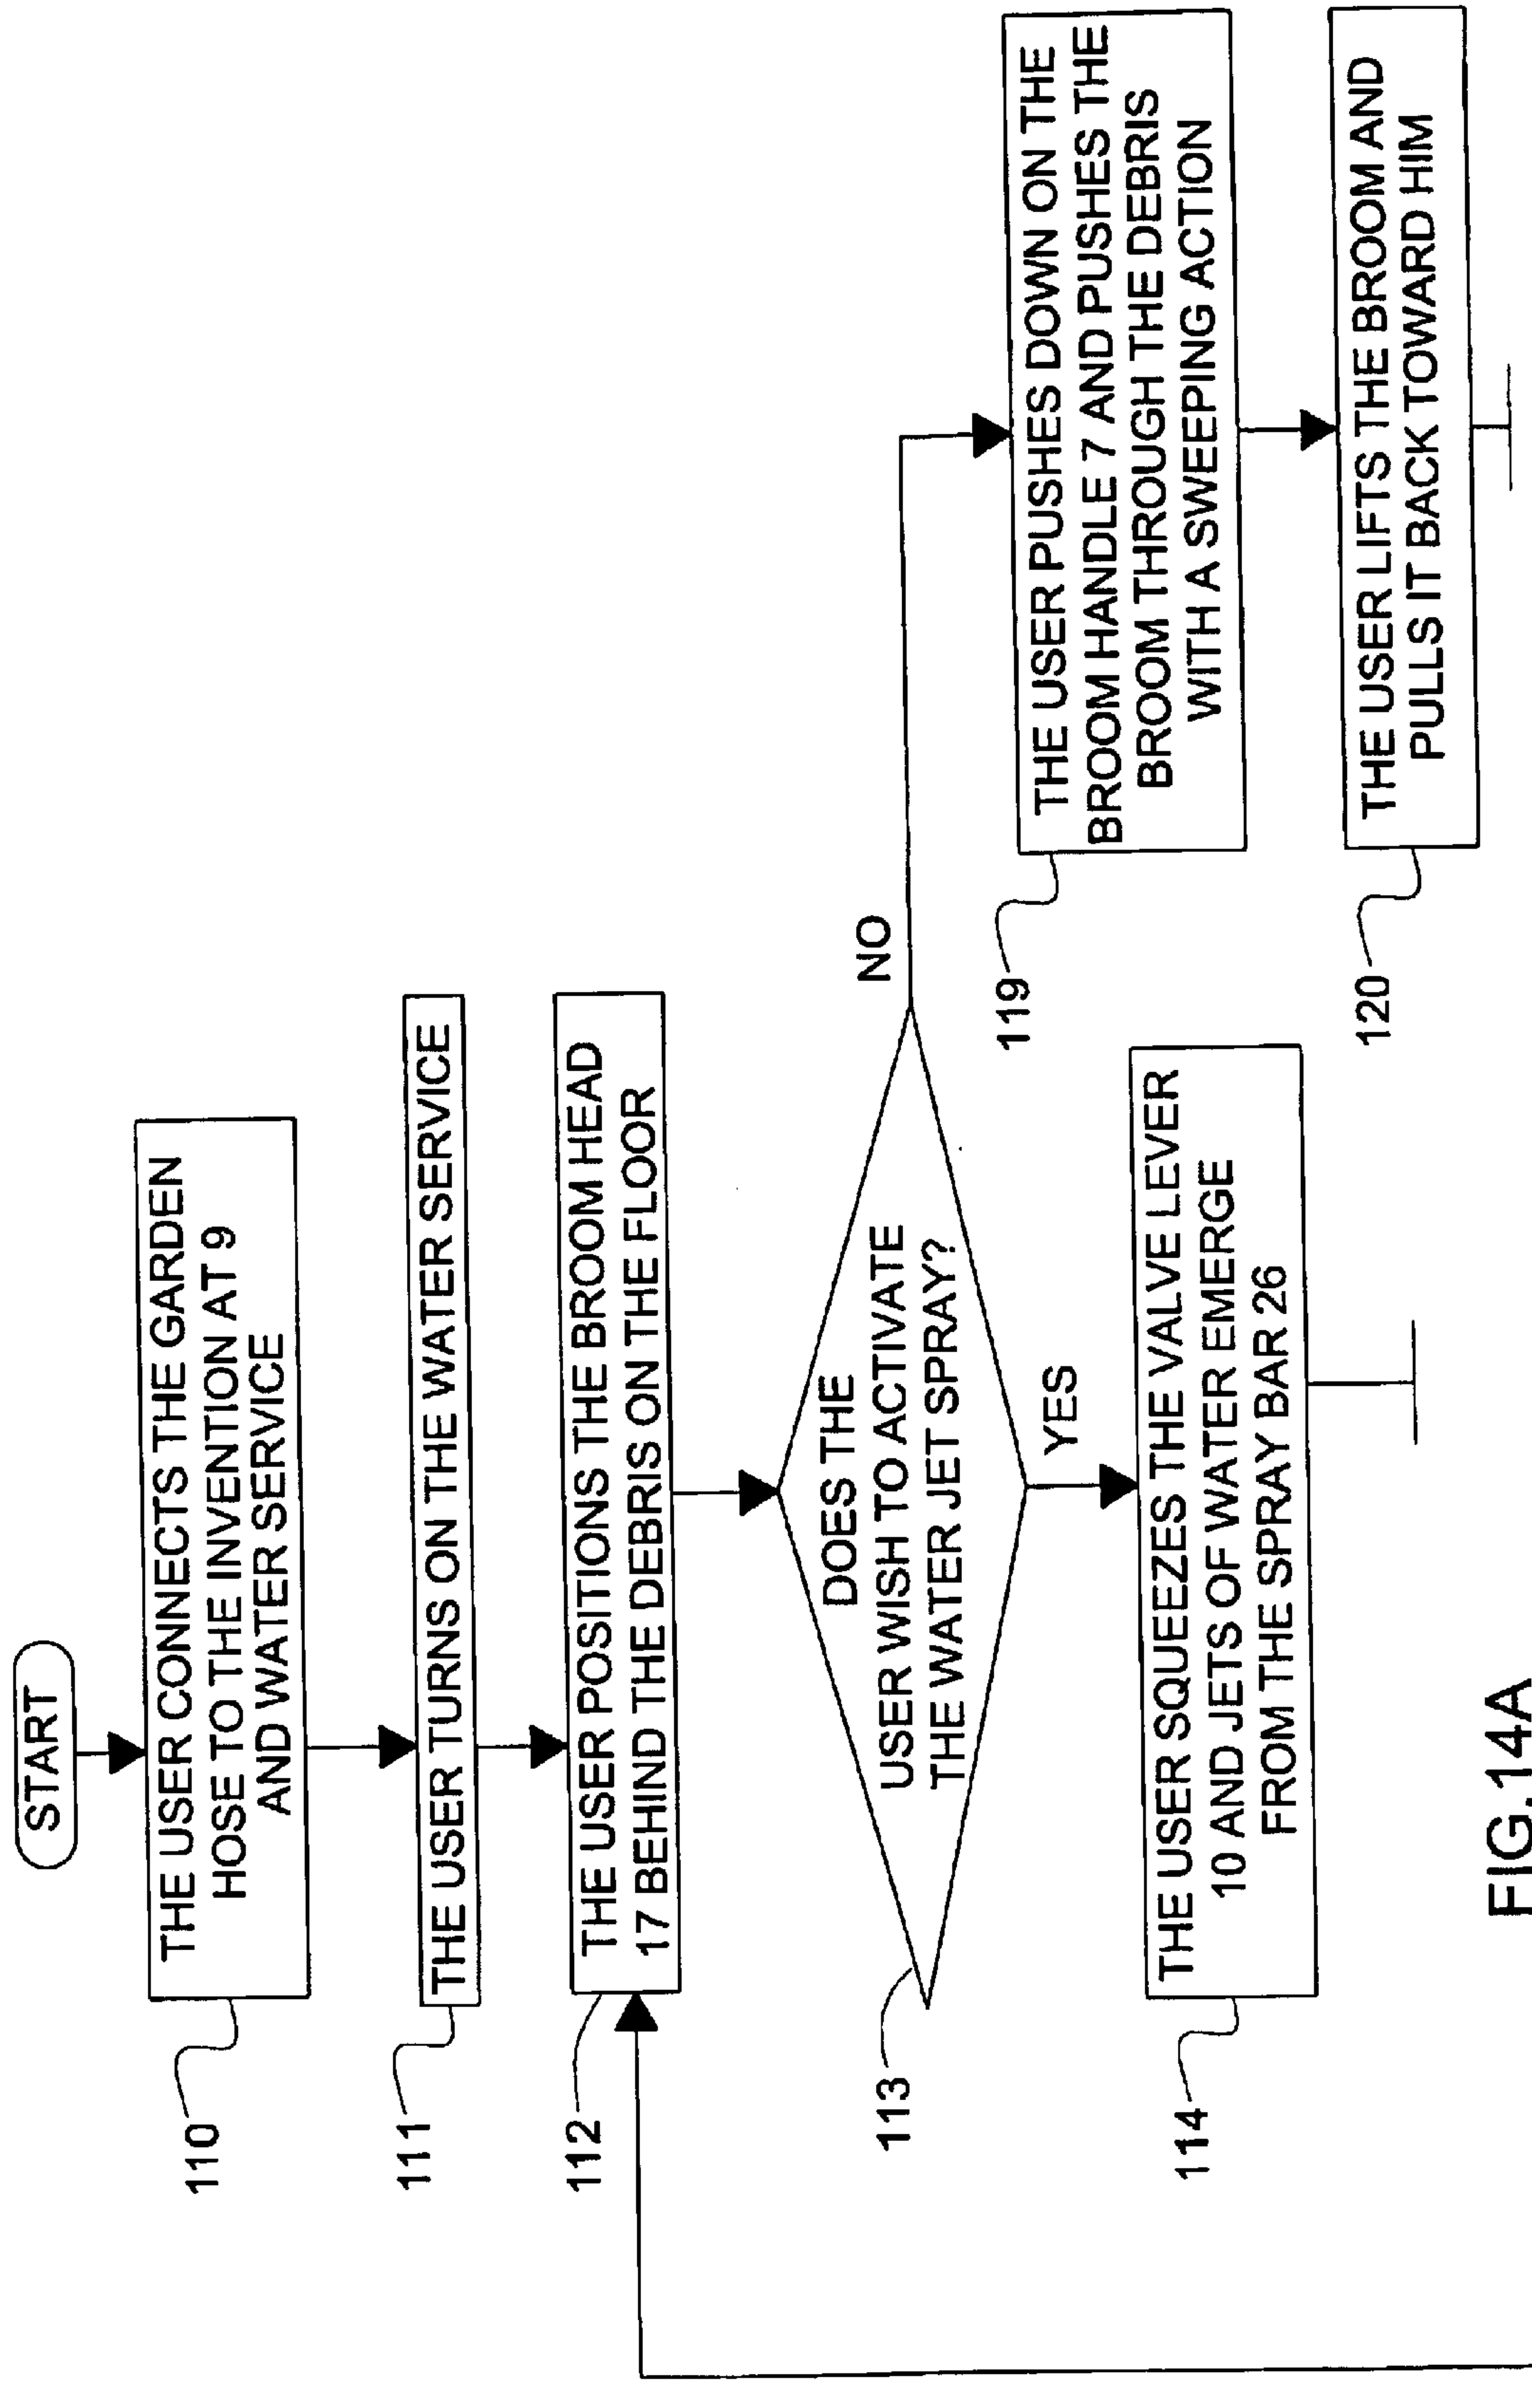 START
110
THE USER CONNECTS THE GARDEN
HOSE TO THE INVENTION AT 9
AND WATER SERVICE
111
THE USER TURNS ON THE WATER SERVICE
112
THE USER POSITIONS THE BROOM HEAD
17 BEHIND THE DEBRIS ON THE FLOOR
113
DOES THE
USER WISH TO ACTIVATE
THE WATER JET SPRAY?
NO
YES
114
THE USER SQUEEZES THE VALVE LEVER
10 AND JETS OF WATER EMERGE
FROM THE SPRAY BAR 26
119
THE USER PUSHES DOWN ON THE
BROOM HANDLE 7 AND PUSHES THE
BROOM THROUGH THE DEBRIS
WITH A SWEEPING ACTION
120
THE USER LIFTS THE BROOM AND
PULLS IT BACK TOWARD HIM
FIG.14A